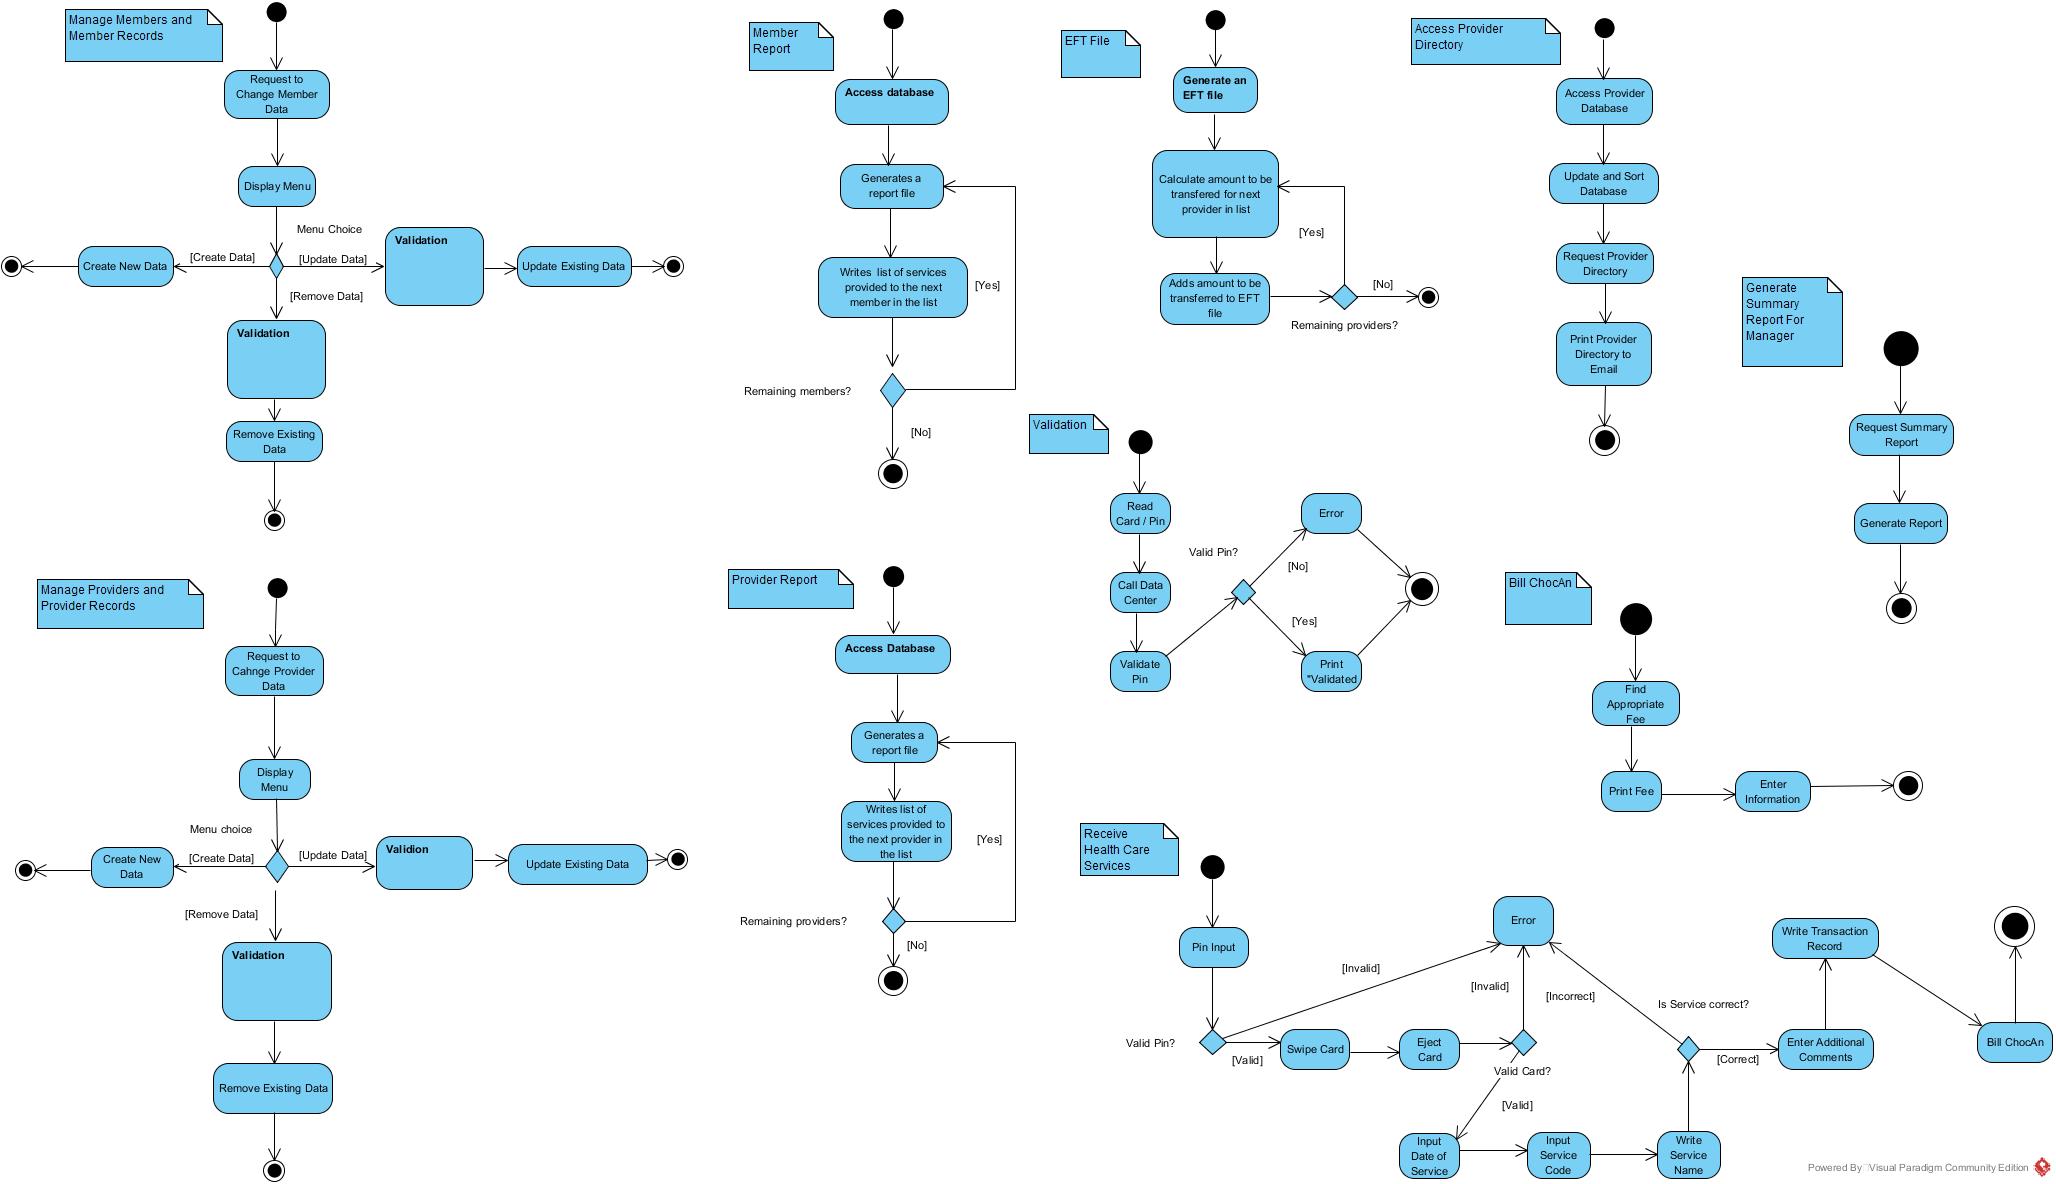 Manage Members and
Member Records
Request to
Change Member
Data
Display Menu
Menu Choice
[Create Data]
[Update Data]
[Remove Data]
Create New Data
Validation
Update Existing Data
Validation
Remove Existing
Data
Manage Providers and
Provider Records
Request to
Cahnge Provider
Data
Display
Menu
Menu choice
[Create Data]
[Update Data]
[Remove Data]
Create New
Data
Validion
Update Existing Data
Validation
Remove Existing Data
Member
Report
Access database
Generates a
report file
Writes list of services
provided to the next
member in the list
[Yes]
Remaining members?
[No]
Provider Report
Access Database
Generates a
report file
Writes list of
services provided to
the next provider in
the list
[Yes]
Remaining providers?
[No]
EFT File
Generate an
EFT file
Calculate amount to be
transfered for next
provider in list
[Yes]
Adds amount to be
transferred to EFT
file
[No]
Remaining providers?
Validation
Read
Card / Pin
Call Data
Center
Validate
Pin
Valid Pin?
[No]
[Yes]
Error
Print
"Validated
Access Provider
Directory
Access Provider
Database
Update and Sort
Database
Request Provider
Directory
Print Provider
Directory to
Email
Generate
Summary
Report For
Manager
Request Summary
Report
Generate Report
Bill ChocAn
Find
Appropriate
Fee
Print Fee
Enter
Information
Receive
Health Care
Services
Pin Input
Valid Pin?
[Invalid]
[Valid]
Swipe Card
Eject
Card
Error
[Invalid]
Valid Card?
[Valid]
Input
Date of
Service
Input
Service
Code
Write
Service
Name
[Incorrect]
Is Service correct?
[Correct]
Enter Additional
Comments
Write Transaction
Record
Bill ChocAn
Powered By Visual Paradigm Community Edition